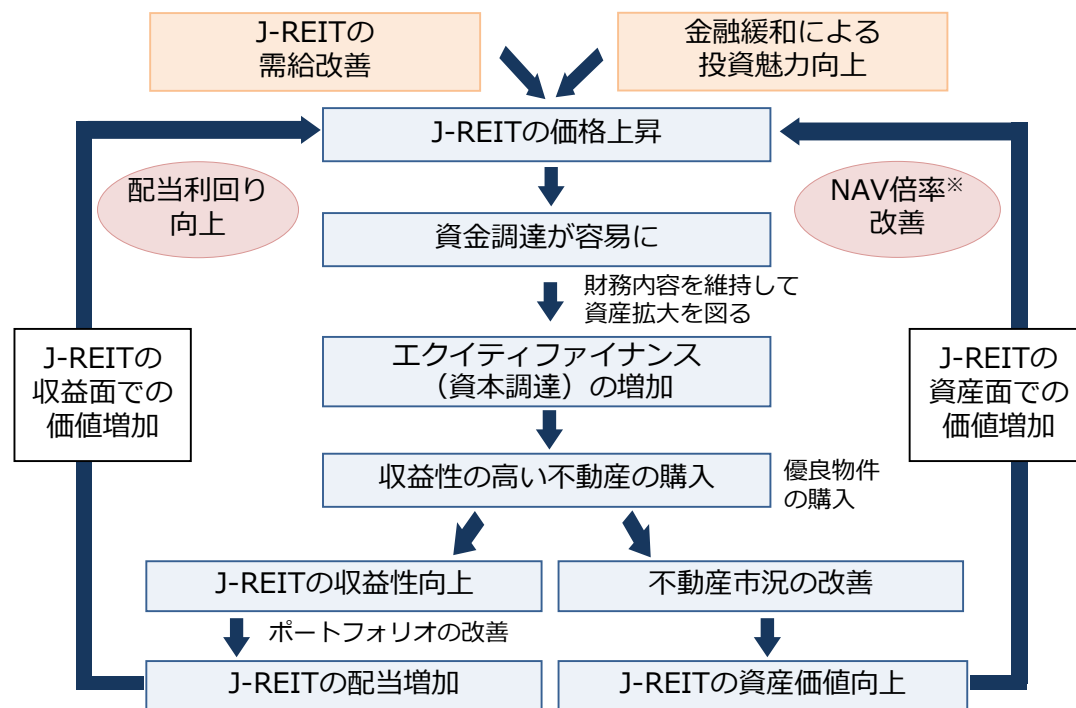 J-REITの
需給改善
金融緩和による
投資魅力向上
J-REITの価格上昇
配当利回り
向上
NAV倍率※
改善
資金調達が容易に
財務内容を維持して
資産拡大を図る
J-REITの
収益面での
価値増加
エクイティファイナンス
（資本調達）の増加
J-REITの
資産面での
価値増加
収益性の高い不動産の購入
優良物件
の購入
J-REITの収益性向上
不動産市況の改善
ポートフォリオの改善
J-REITの配当増加
J-REITの資産価値向上